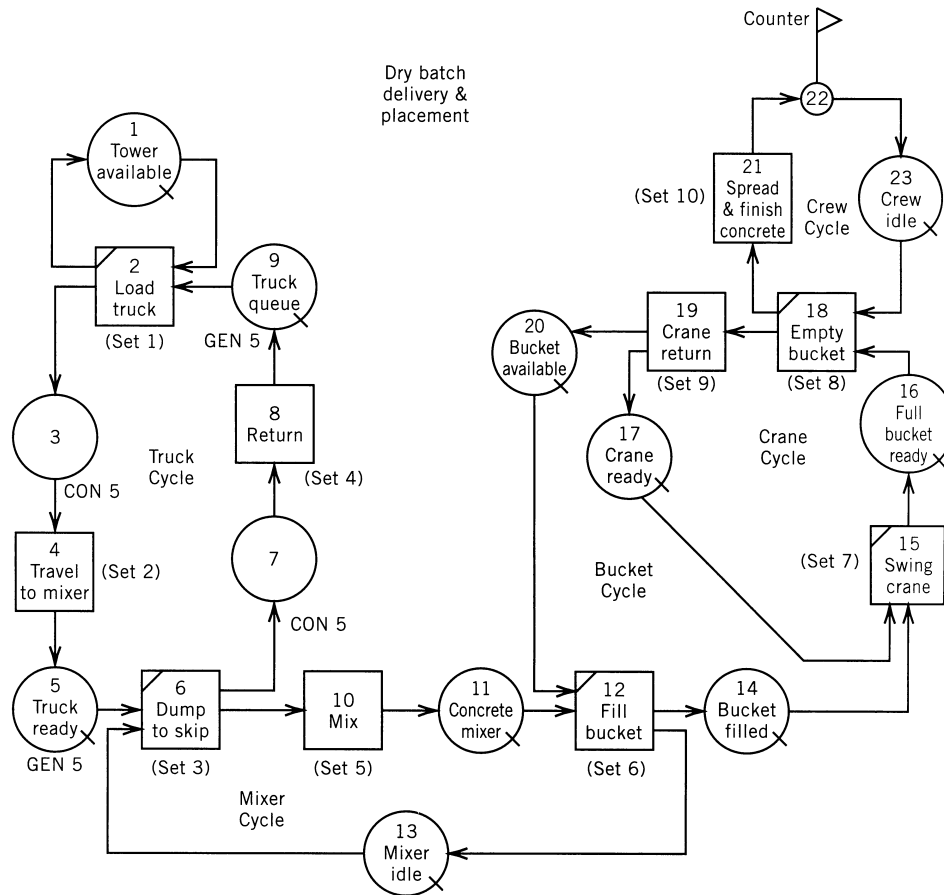 Counter
Dry batch
delivery &
placement
22
1
Tower
available
21
Spread
& finish
concrete
(Set 10)
Crew
Cycle
23
Crew
idle
2
Load
truck
(Set 1)
9
Truck
queue
GEN 5
20
Bucket
available
19
Crane
return
(Set 9)
18
Empty
bucket
(Set 8)
16
Full
bucket
ready
3
CON 5
Truck
Cycle
8
Return
(Set 4)
17
Crane
ready
Crane
Cycle
4
Travel
to mixer
(Set 2)
7
CON 5
Bucket
Cycle
(Set 7)
15
Swing
crane
5
Truck
ready
GEN 5
6
Dump
to skip
(Set 3)
10
Mix
(Set 5)
11
Concrete
mixer
12
Fill
bucket
(Set 6)
14
Bucket
filled
Mixer
Cycle
13
Mixer
idle